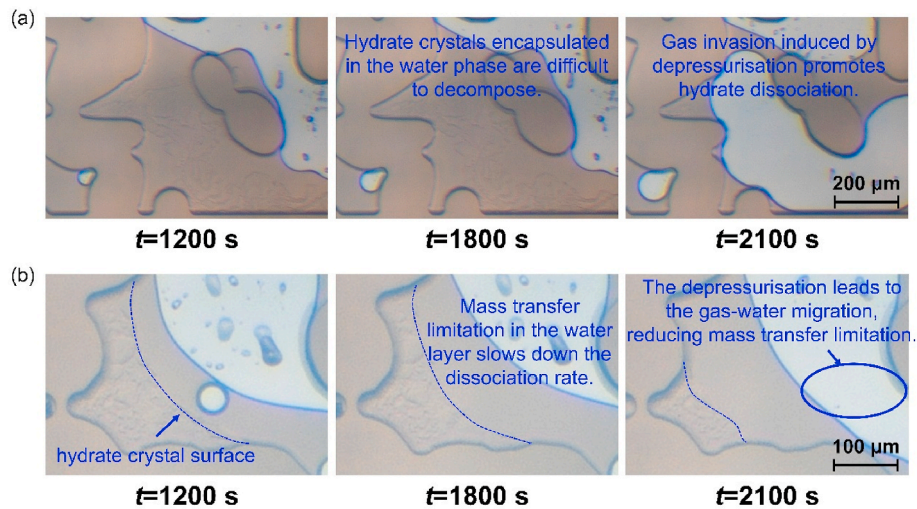 (a)
Hydrate crystals encapsulated
in the water phase are difficult
to decompose.
Gas invasion induced by
depressurisation promotes
hydrate dissociation.
200 µm
t=1200 s
t=1800 s
t=2100 s
(b)
hydrate crystal surface
Mass transfer
limitation in the water
layer slows down the
dissociation rate.
The depressurisation leads to
the gas-water migration,
reducing mass transfer limitation.
100 µm
t=1200 s
t=1800 s
t=2100 s